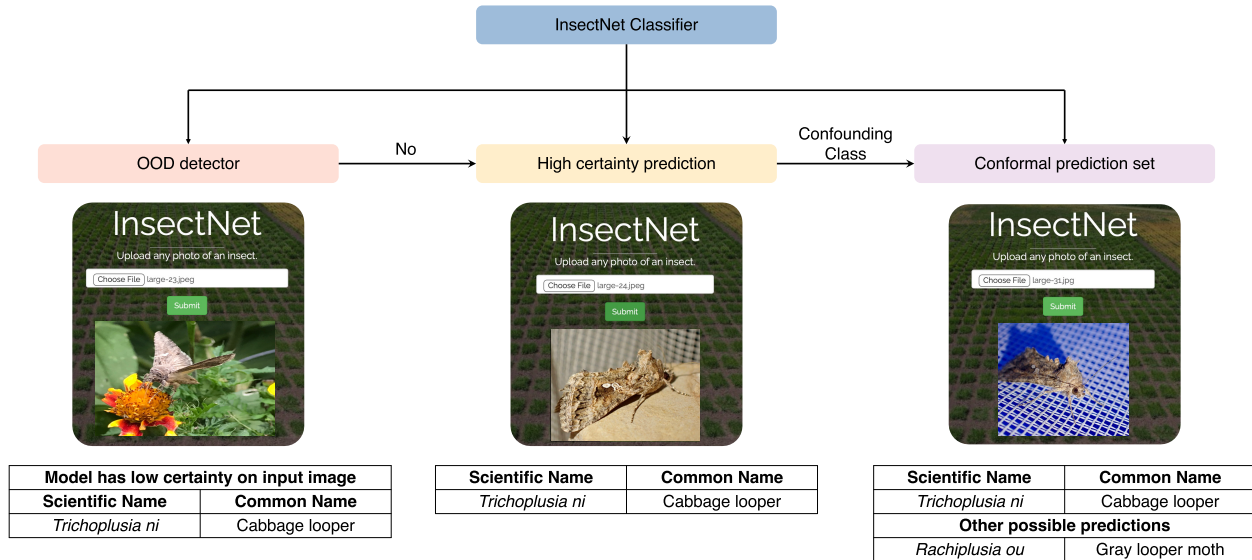 InsectNet Classifier
OOD detector
No
High certainty prediction
Confounding
Class
Conformal prediction set
InsectNet
Upload any photo of an insect.
Choose File large-23.jpeg
Submit
InsectNet
Upload any photo of an insect.
Choose File large-24.jpeg
Submit
InsectNet
Upload any photo of an insect.
Choose File large-31.jpg
Submit
Model has low certainty on input image
Scientific Name Common Name
Trichoplusia ni Cabbage looper
Scientific Name Common Name
Trichoplusia ni Cabbage looper
Scientific Name Common Name
Trichoplusia ni Cabbage looper
Other possible predictions
Rachiplusia ou Gray looper moth